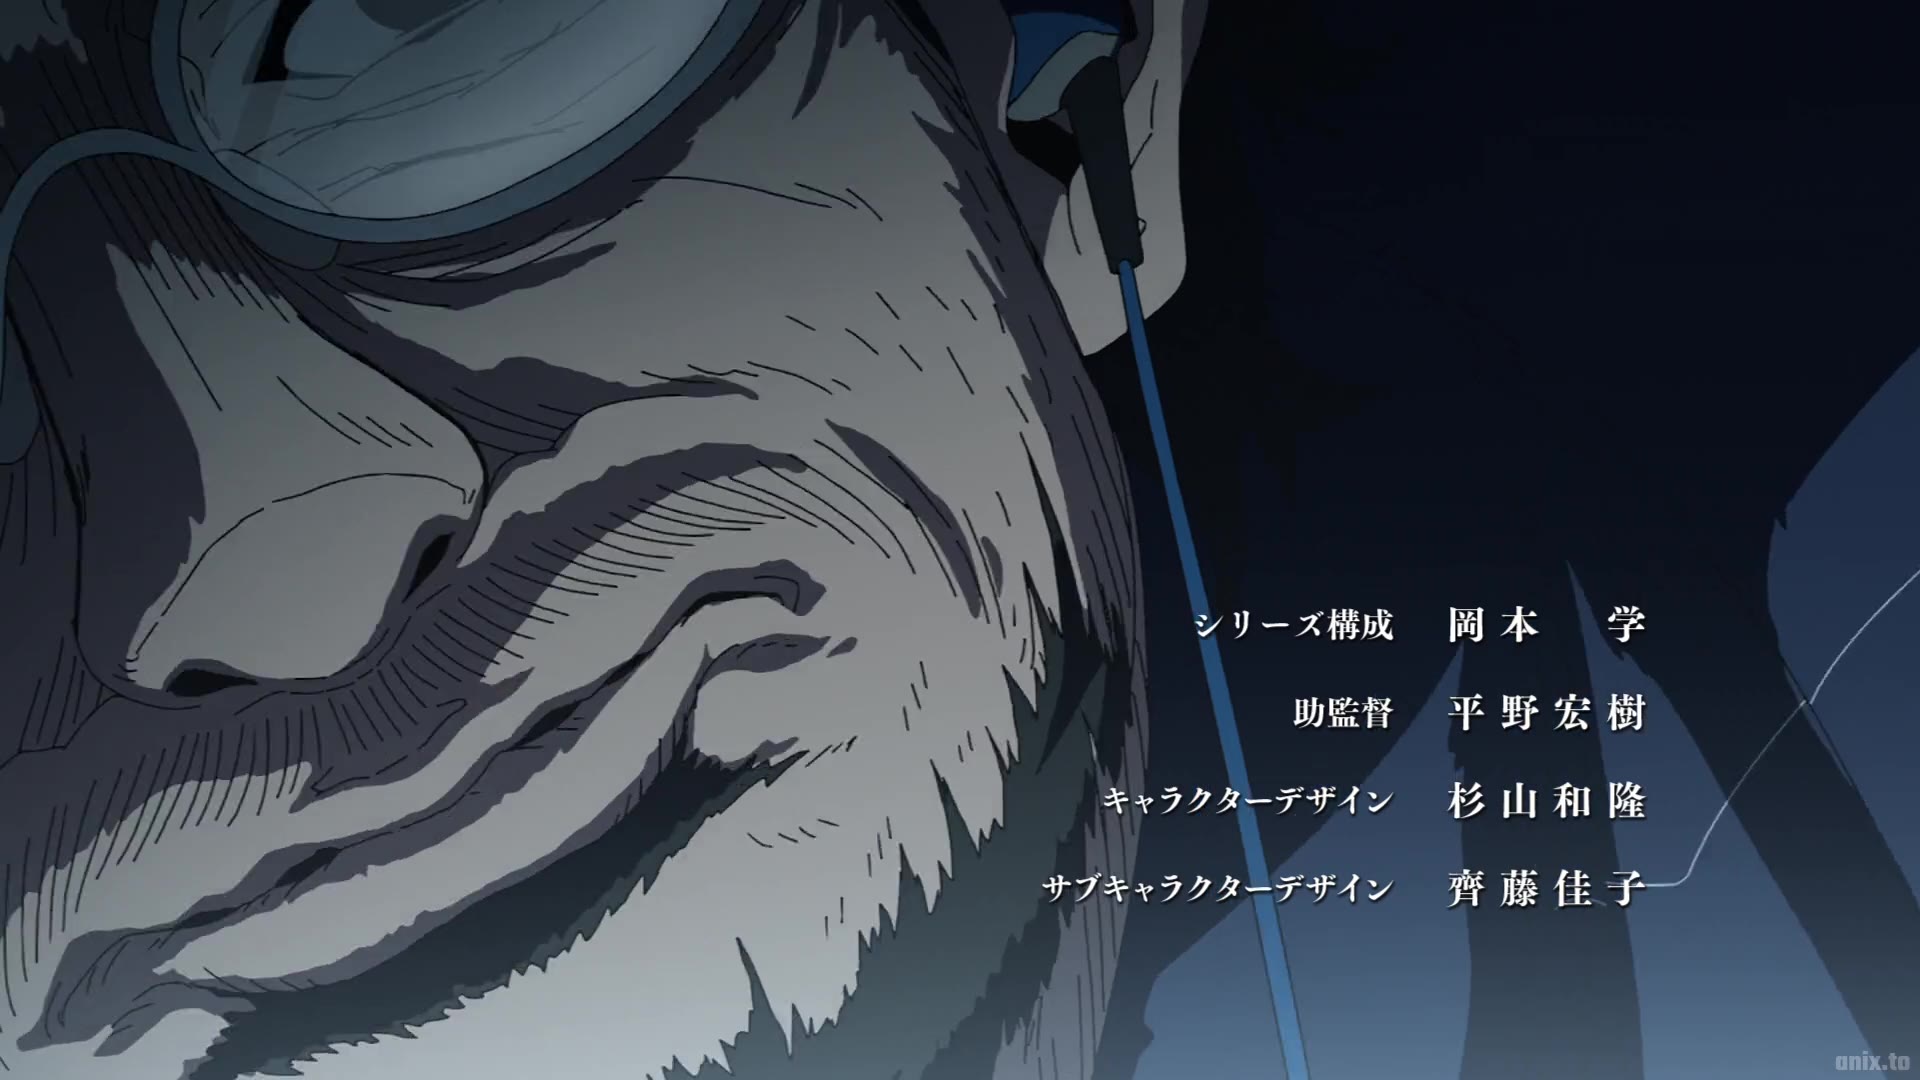 シリーズ構成 岡本 学
助監督 平野宏樹
キャラクターデザイン 杉山和隆
サブキャラクターデザイン 齊藤佳子
anix.to